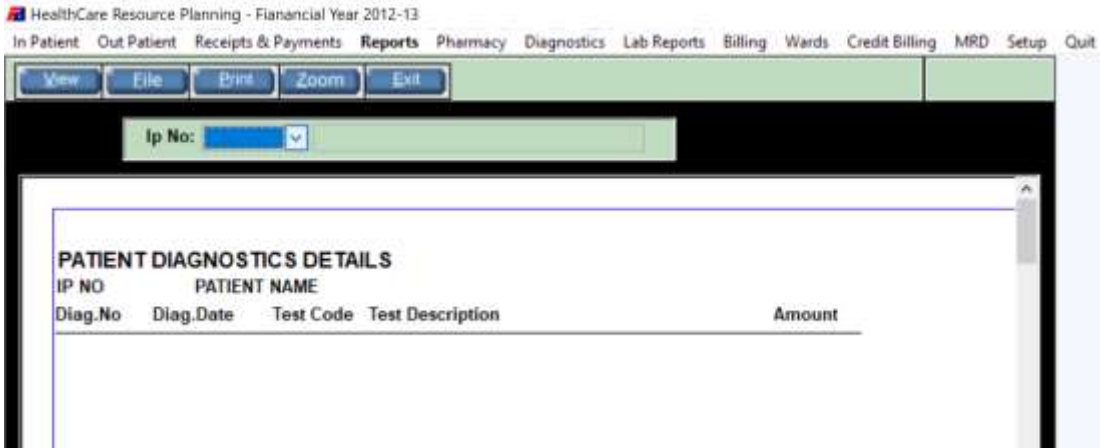 HealthCare Resource Planning - Fianancial Year 2012-13
In Patient Out Patient Receipts & Payments Reports Pharmacy Diagnostics Lab Reports Billing Wards Credit Billing MRD Setup Quit
View File Print Zoom Exit
Ip No:
PATIENT DIAGNOSTICS DETAILS
IP NO PATIENT NAME
Diag.No Diag.Date Test Code Test Description Amount